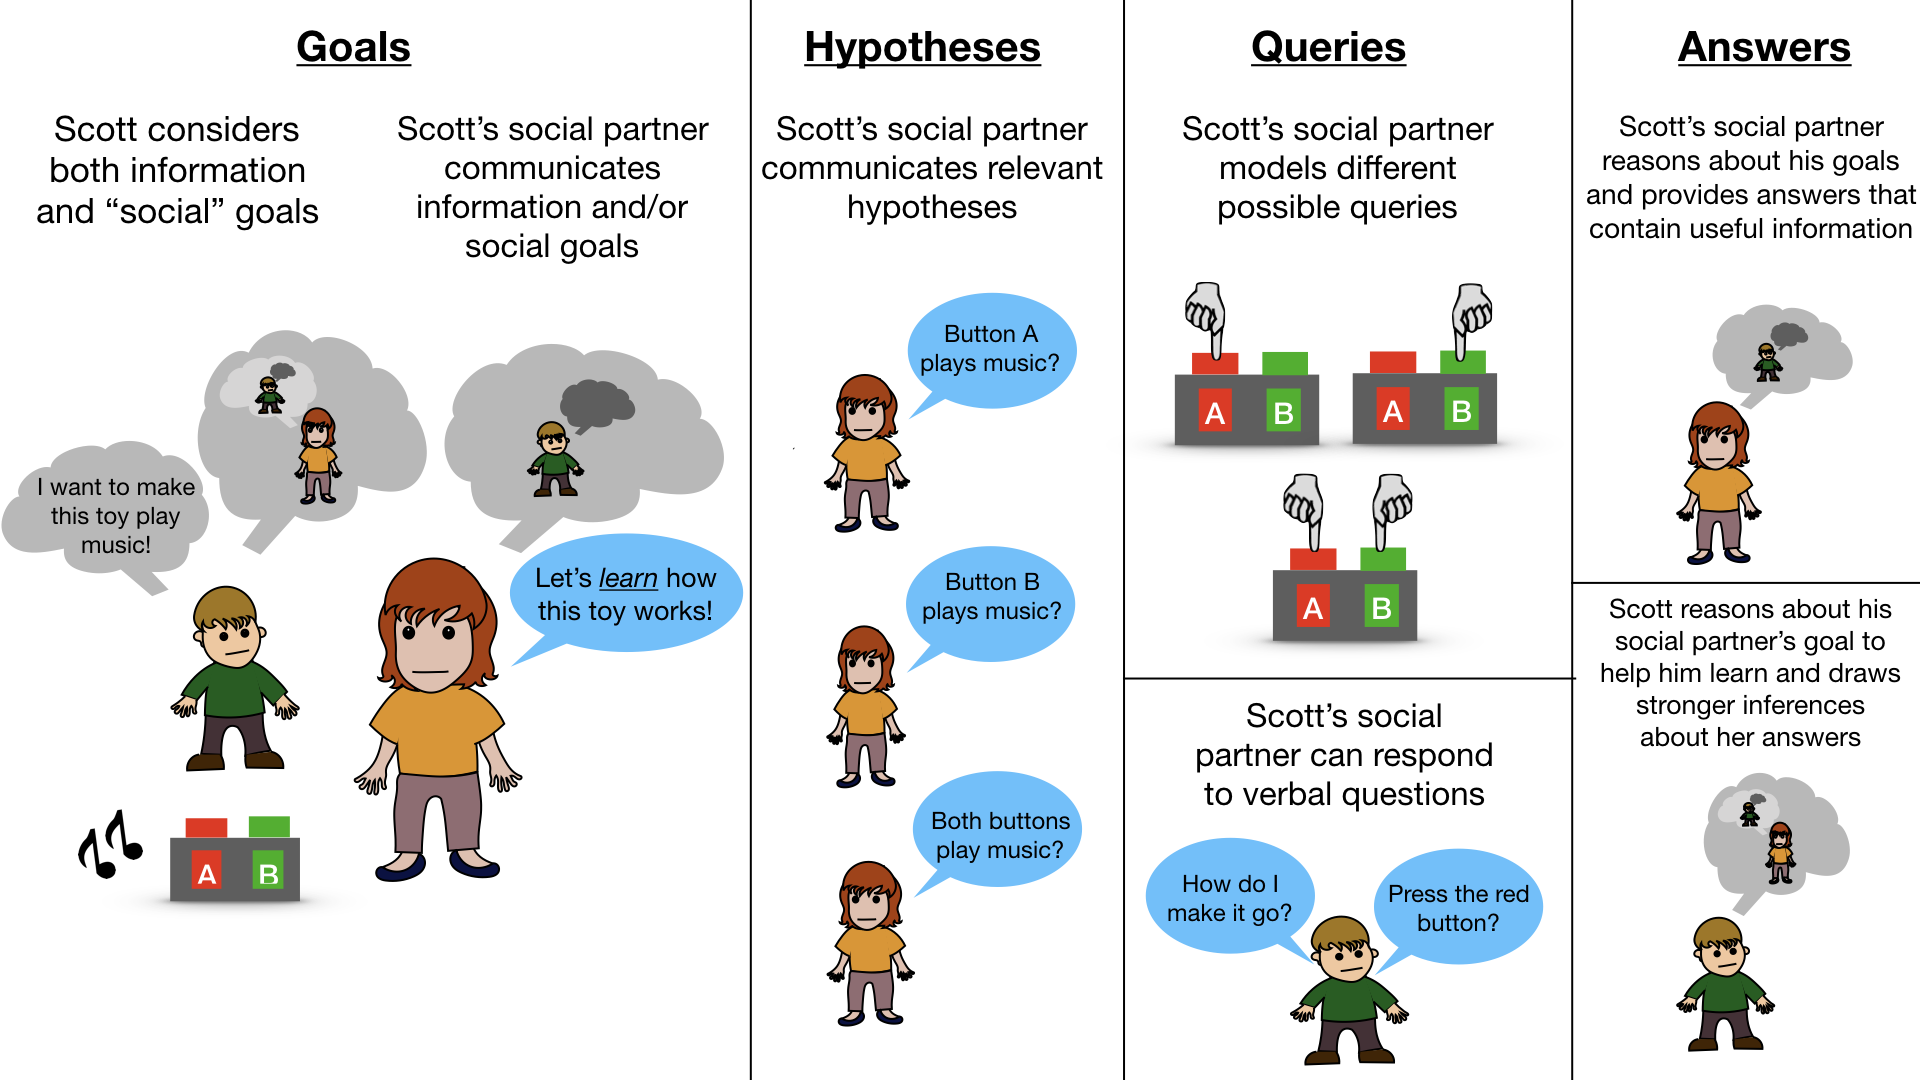 Goals
Scott considers
both information
and “social” goals
Scott’s social partner
communicates
information and/or
social goals
I want to make
this toy play
music!
Let’s learn how
this toy works!
A B
Hypotheses
Scott’s social partner
communicates relevant
hypotheses
Button A
plays music?
Button B
plays music?
Both buttons
play music?
Queries
Scott’s social partner
models different
possible queries
A B
A B
A B
Scott’s social
partner can respond
to verbal questions
How do I
make it go?
Press the red
button?
Answers
Scott’s social partner
reasons about his goals
and provides answers that
contain useful information
Scott reasons about his
social partner’s goal to
help him learn and draws
stronger inferences
about her answers